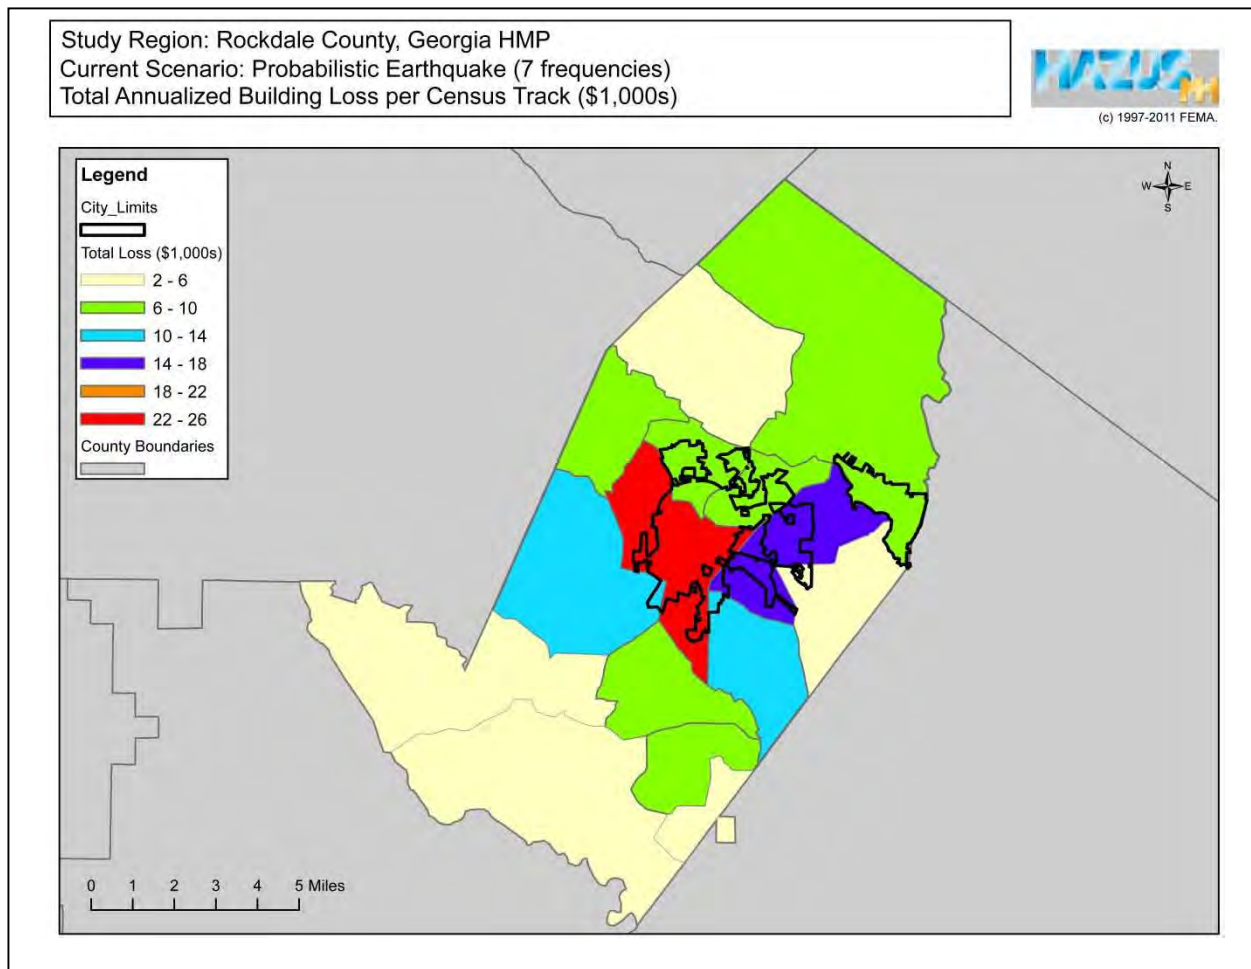 Study Region: Rockdale County, Georgia HMP
Current Scenario: Probabilistic Earthquake (7 frequencies)
Total Annualized Building Loss per Census Track ($1,000s)
HAZUS
MH
(c) 1997-2011 FEMA.
Legend
City_Limits
Total Loss ($1,000s)
2 - 6
6 - 10
10 - 14
14 - 18
18 - 22
22 - 26
County Boundaries
N
W E
S
0 1 2 3 4 5 Miles